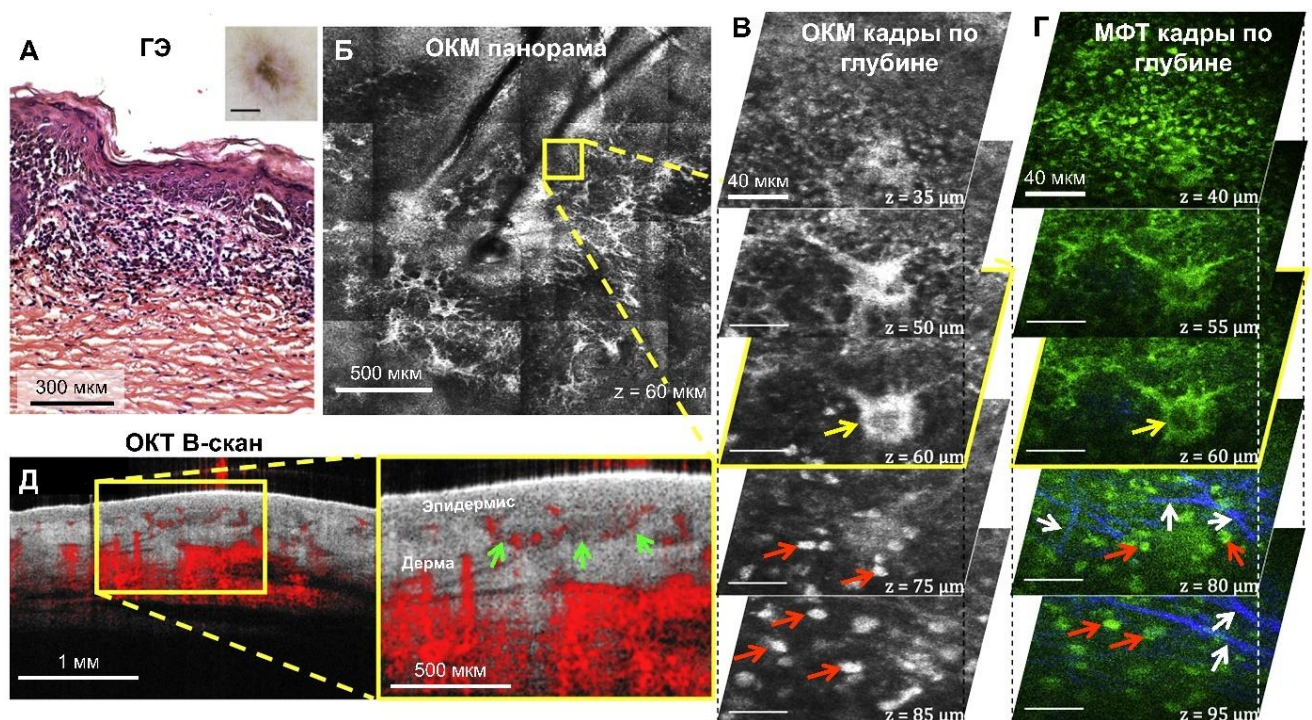 А
ГЭ
300 мкм
Б
ОКМ панорама
500 мкм
z = 60 мкм
В
ОКМ кадры по
глубине
40 мкм
z = 35 µm
z = 50 µm
z = 60 µm
z = 75 µm
z = 85 µm
Г
МФТ кадры по
глубине
40 мкм
z = 40 µm
z = 55 µm
z = 60 µm
z = 80 µm
z = 95 µm
ОКТ В-скан
Д
1 мм
Эпидермис
Дерма
500 мкм